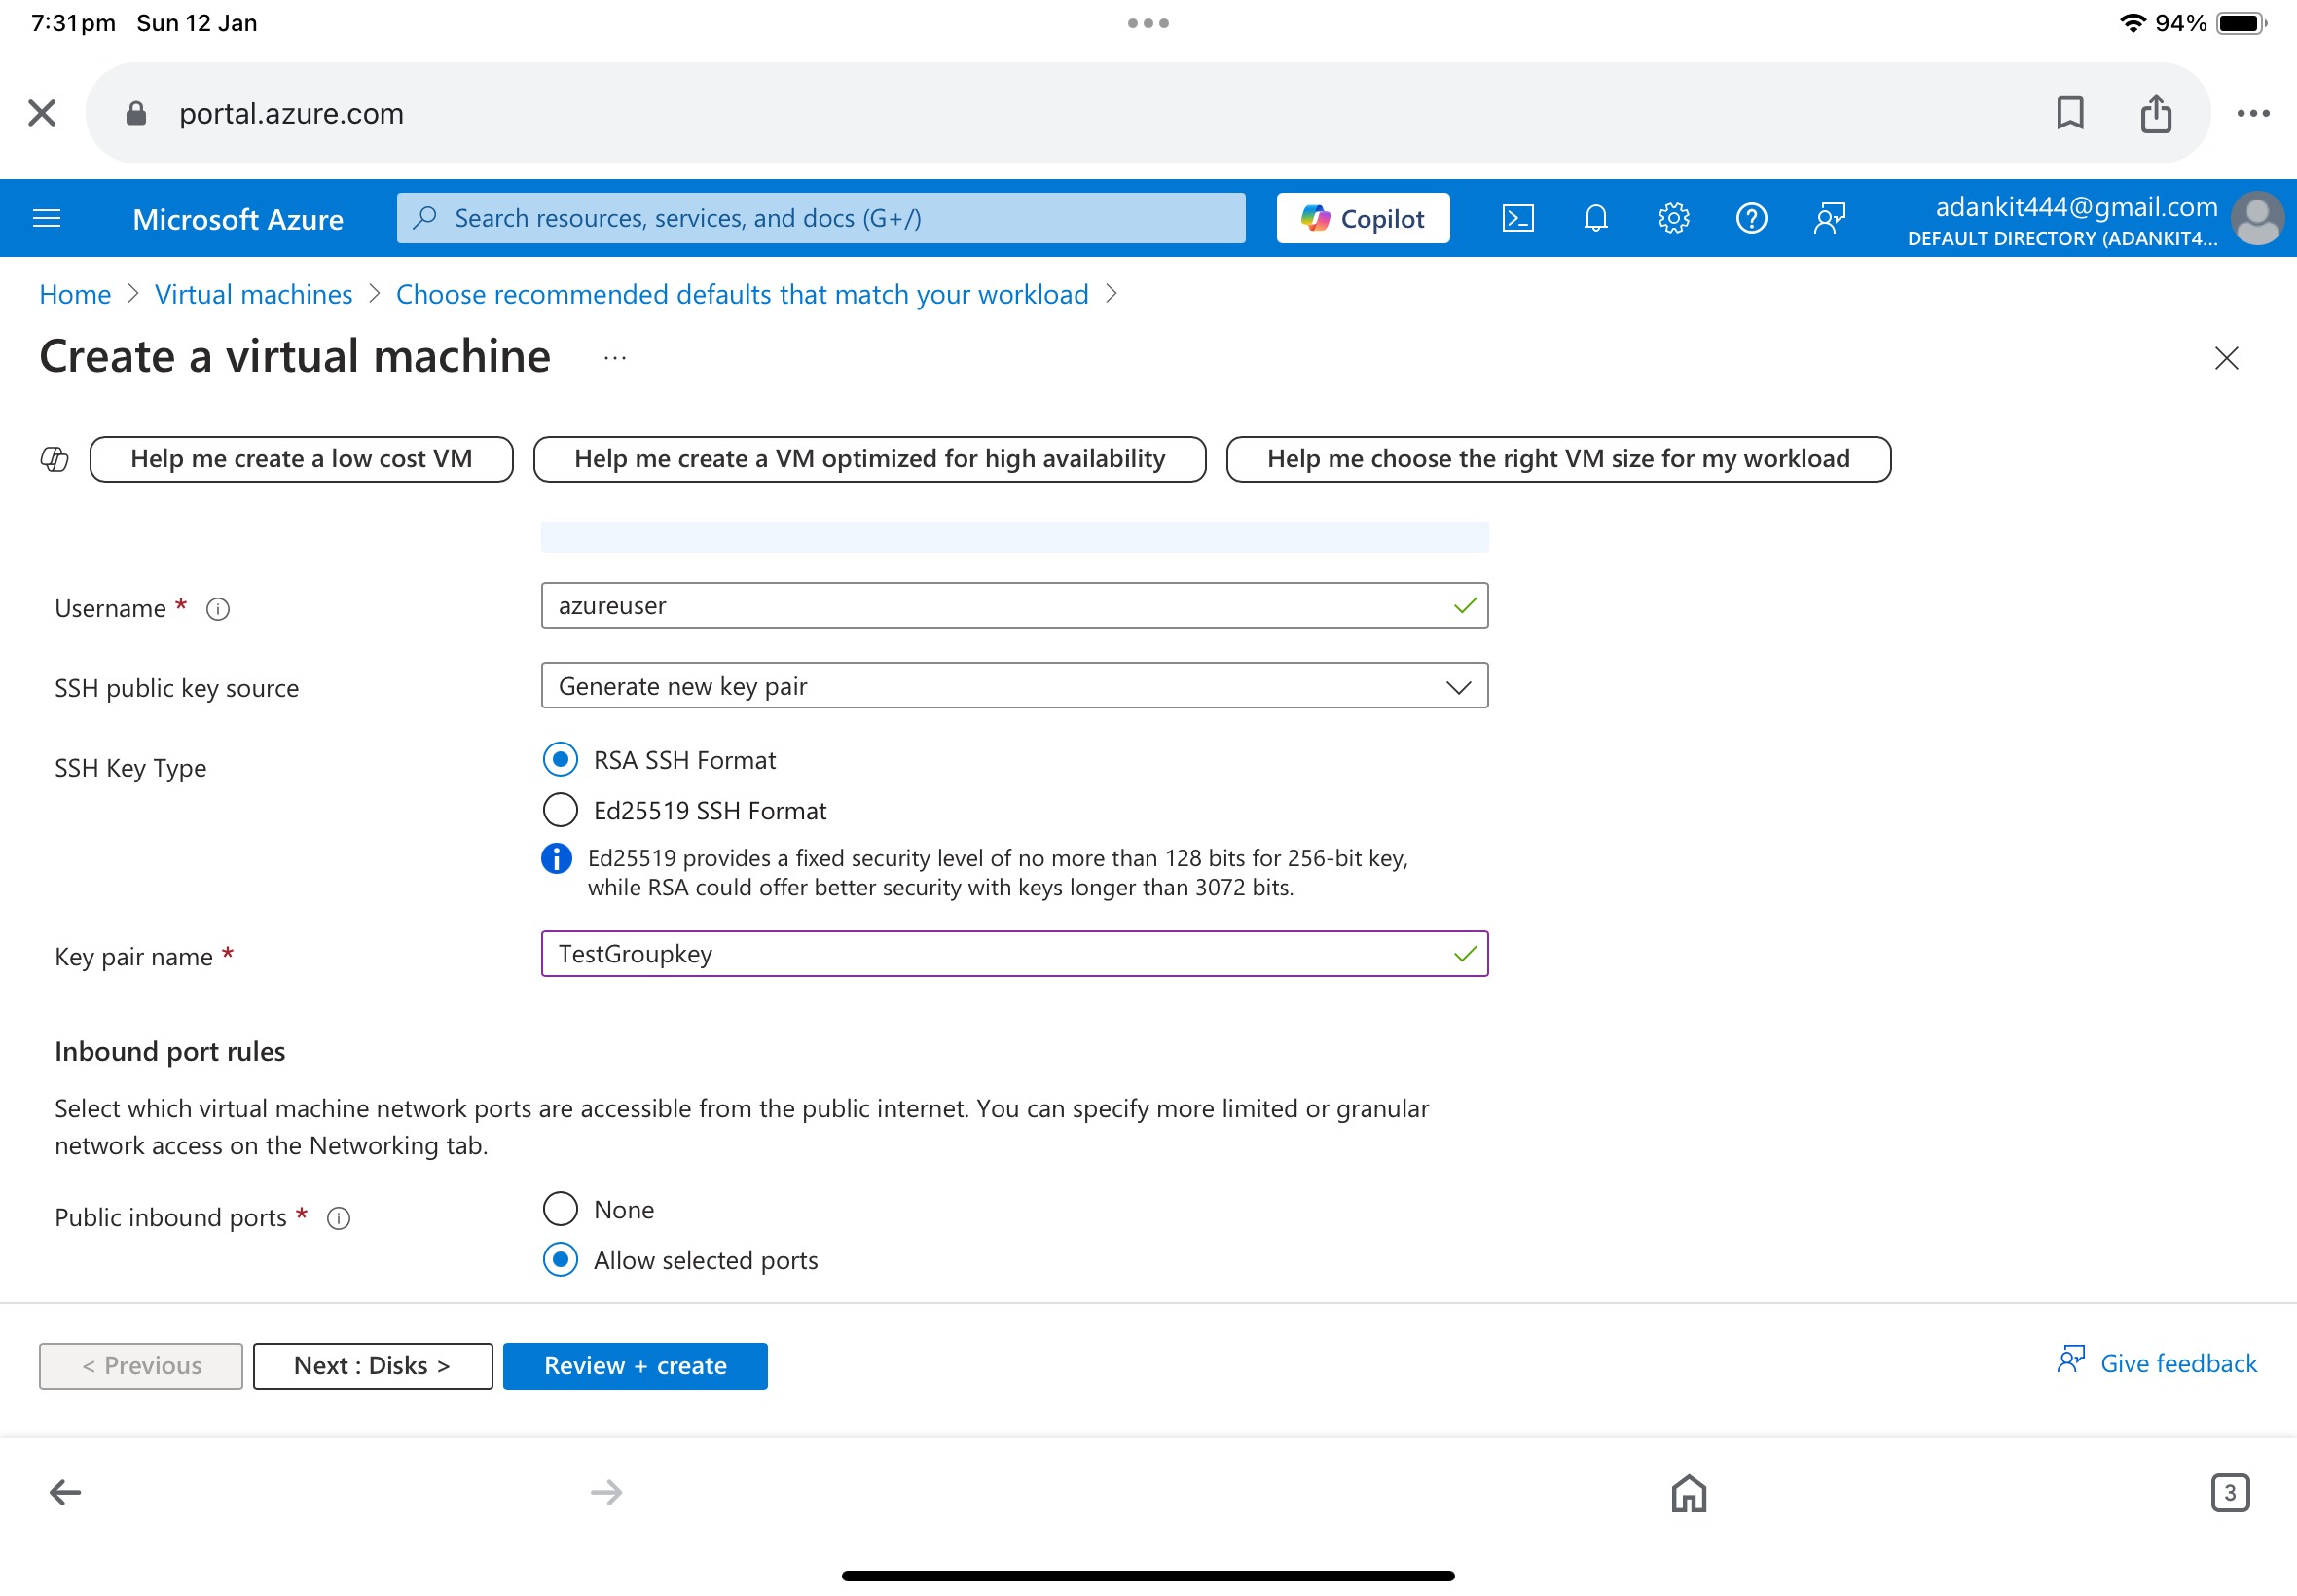 7:31 pm Sun 12 Jan
94%
portal.azure.com
Microsoft Azure
Search resources, services, and docs (G+/)
Copilot
adankit444@gmail.com
DEFAULT DIRECTORY (ADANKIT4...
Home > Virtual machines > Choose recommended defaults that match your workload >
Create a virtual machine ...
Help me create a low cost VM
Help me create a VM optimized for high availability
Help me choose the right VM size for my workload
Username *
azureuser
SSH public key source
Generate new key pair
SSH Key Type
RSA SSH Format
Ed25519 SSH Format
Ed25519 provides a fixed security level of no more than 128 bits for 256-bit key,
while RSA could offer better security with keys longer than 3072 bits.
Key pair name *
TestGroupkey
Inbound port rules
Select which virtual machine network ports are accessible from the public internet. You can specify more limited or granular
network access on the Networking tab.
Public inbound ports *
None
Allow selected ports
< Previous
Next : Disks >
Review + create
Give feedback
3